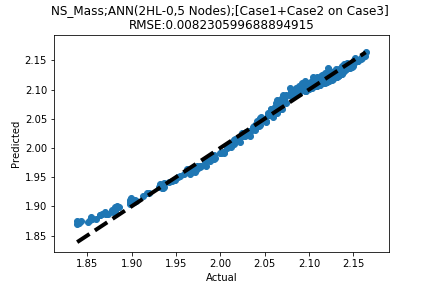 NS_Mass;ANN(2HL-0,5 Nodes);[Case1+Case2 on Case3]
RMSE:0.008230599688894915
2.15
2.10
2.05
2.00
1.95
1.90
1.85
Predicted
1.85 1.90 1.95 2.00 2.05 2.10 2.15
Actual